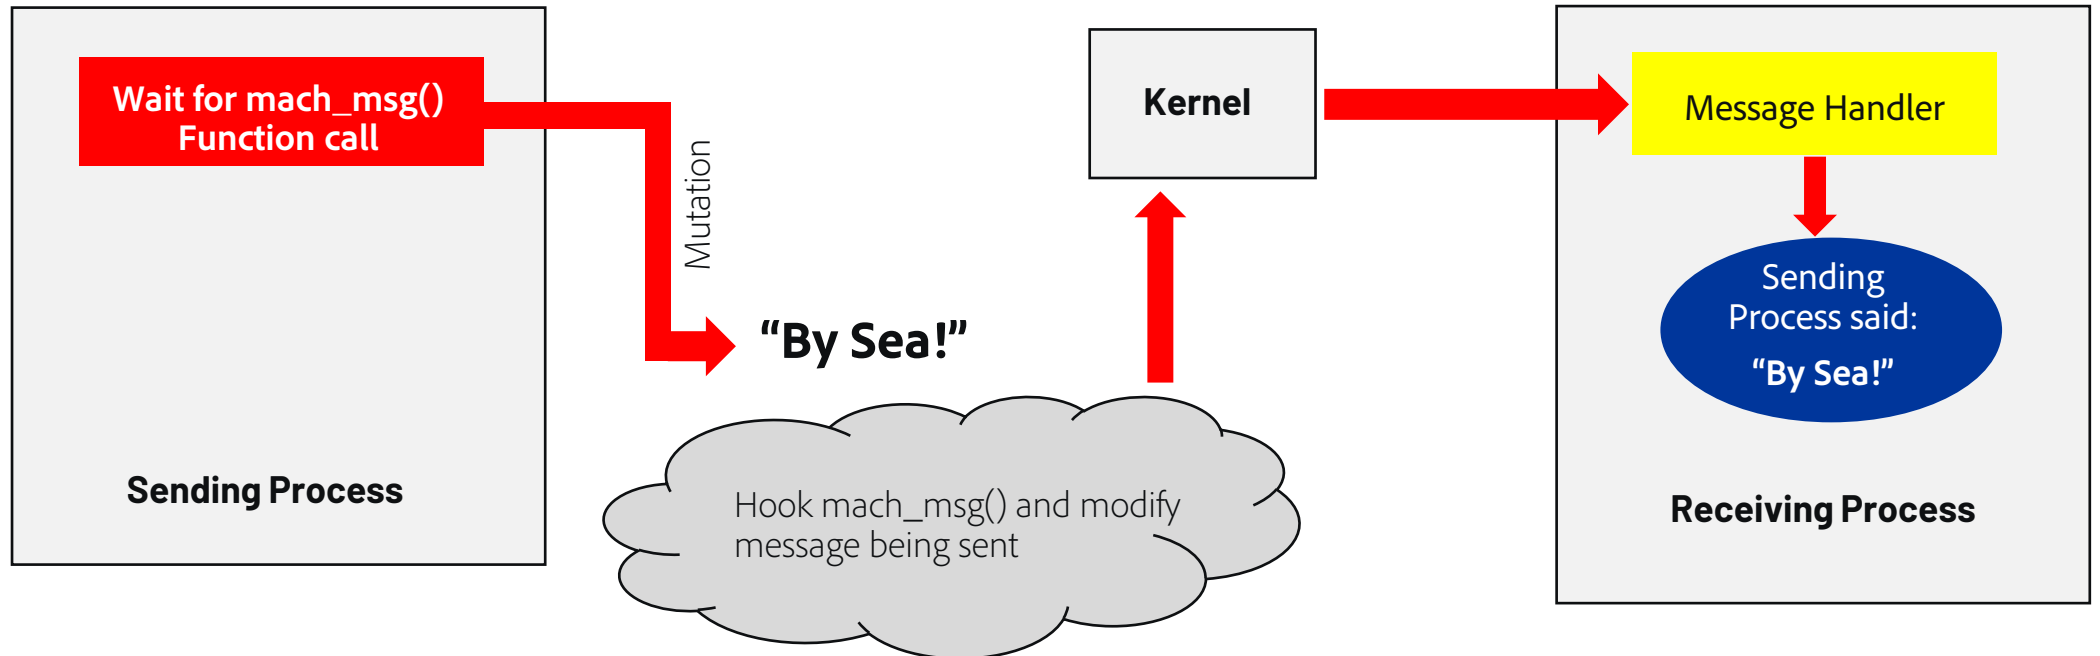 Wait for mach_msg()
Function call
Sending Process
Mutation
“By Sea!”
Hook mach_msg() and modify
message being sent
Kernel
Message Handler
Sending
Process said:
“By Sea!”
Receiving Process